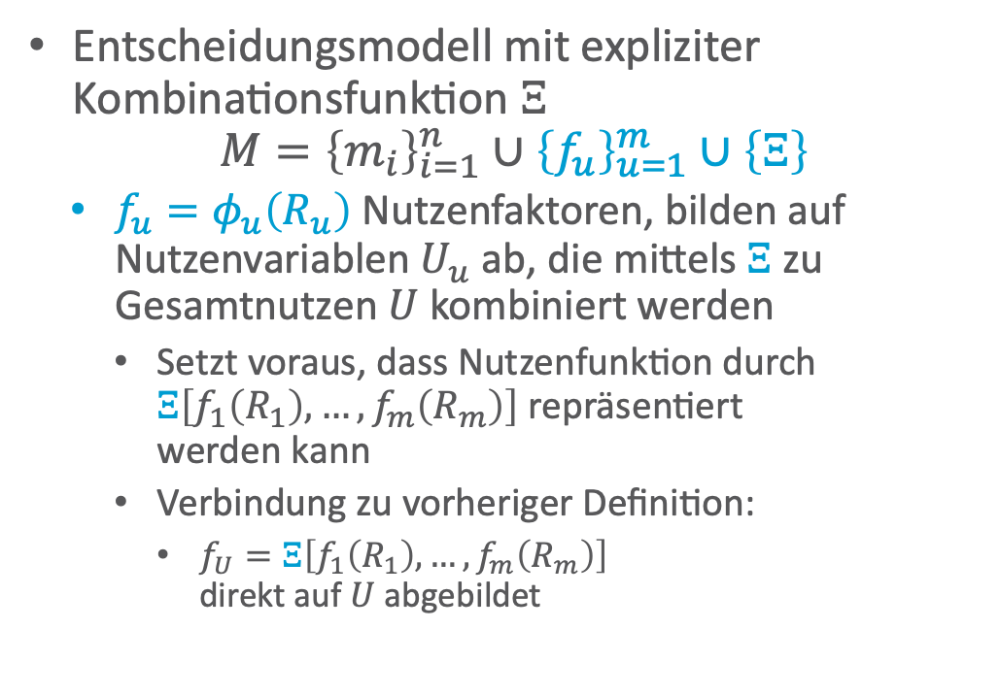 • Entscheidungsmodell mit expliziter
Kombinationsfunktion Ξ
M = {m_i}_{i=1}^n ∪ {f_u}_{u=1}^m ∪ {Ξ}
• f_u = ϕ_u(R_u) Nutzenfaktoren, bilden auf
Nutzenvariablen U_u ab, die mittels Ξ zu
Gesamtnutzen U kombiniert werden
• Setzt voraus, dass Nutzenfunktion durch
Ξ[f_1(R_1), … , f_m(R_m)] repräsentiert
werden kann
• Verbindung zu vorheriger Definition:
• f_U = Ξ[f_1(R_1), … , f_m(R_m)]
direkt auf U abgebildet